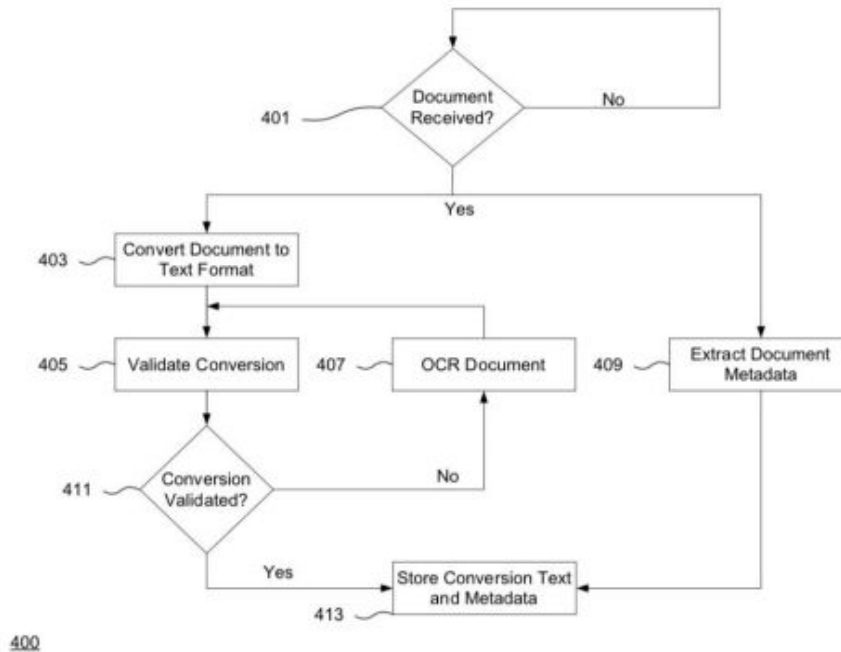 Document
Received?
No
401
Yes
Convert Document to
Text Format
403
Validate Conversion
405
OCR Document
407
Extract Document
Metadata
409
Conversion
Validated?
No
411
Yes
Store Conversion Text
and Metadata
413
400